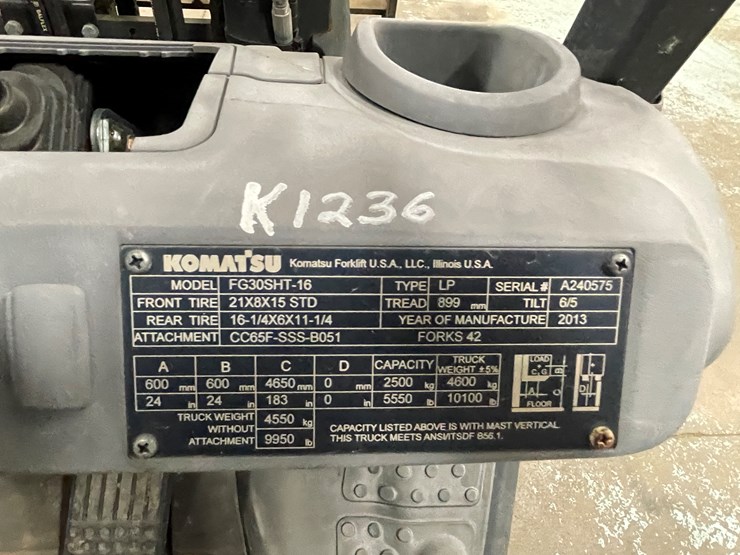 K1236
KOMATSU Komatsu Forklift U.S.A., LLC., Illinois U.S.A.
MODEL FG30SHT-16 TYPE LP SERIAL # A240575
FRONT TIRE 21X8X15 STD TREAD 899 mm TILT 6/5
REAR TIRE 16-1/4X6X11-1/4 YEAR OF MANUFACTURE 2013
ATTACHMENT CC65F-SSS-B051 FORKS 42
A B C D CAPACITY TRUCK WEIGHT ±5%
600 mm 600 mm 4650 mm 0 mm 2500 kg 4600 kg
24 in 24 in 183 in 0 in 5550 lb 10100 lb
TRUCK WEIGHT WITHOUT ATTACHMENT 4550 kg
9950 lb
CAPACITY LISTED ABOVE IS WITH MAST VERTICAL
THIS TRUCK MEETS ANSI/ITSDF B56.1.
LOAD
C.G
B
A
C
D
FLOOR